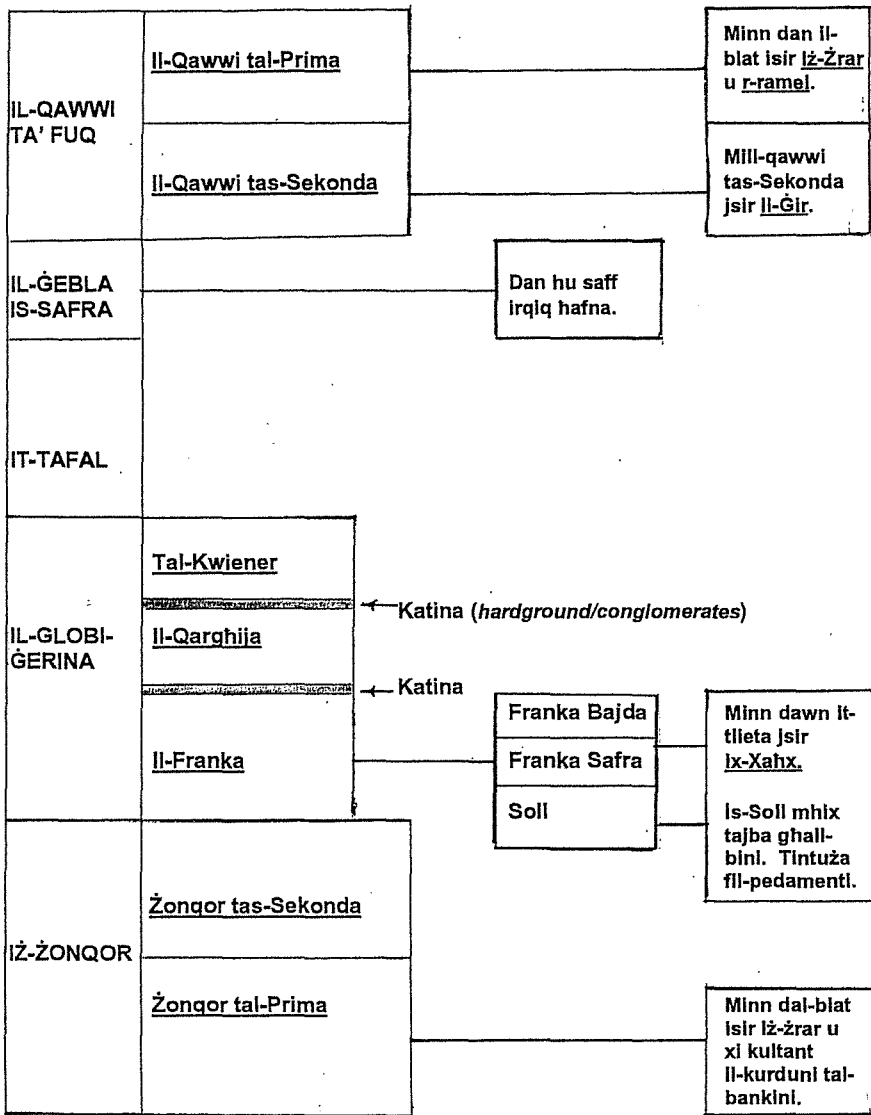 IL-QAWWI
TA' FUQ
Il-Qawwi tal-Prima
Minn dan il-
blat isir Iż-Żrar
u r-ramel.
Il-Qawwi tas-Sekonda
Mill-qawwi
tas-Sekonda
jsir Il-Ġir.
IL-ĠEBLA
IS-SAFRA
Dan hu saff
irqiq ħafna.
IT-TAFAL
IL-GLOBI-
ĠERINA
Tal-Kwiener
Katina (hardground/conglomerates)
Il-Qargħija
Katina
Il-Franka
Franka Bajda
Franka Safra
Soll
Minn dawn it-
tlieta jsir
Ix-Xaħx.
Is-Soll mhix
tajba għall-
bini. Tintuża
fil-pedamenti.
IŻ-ŻONQOR
Żonqor tas-Sekonda
Żonqor tal-Prima
Minn dal-blat
isir Iż-żrar u
xi kultant
il-kurduni tal-
bankini.